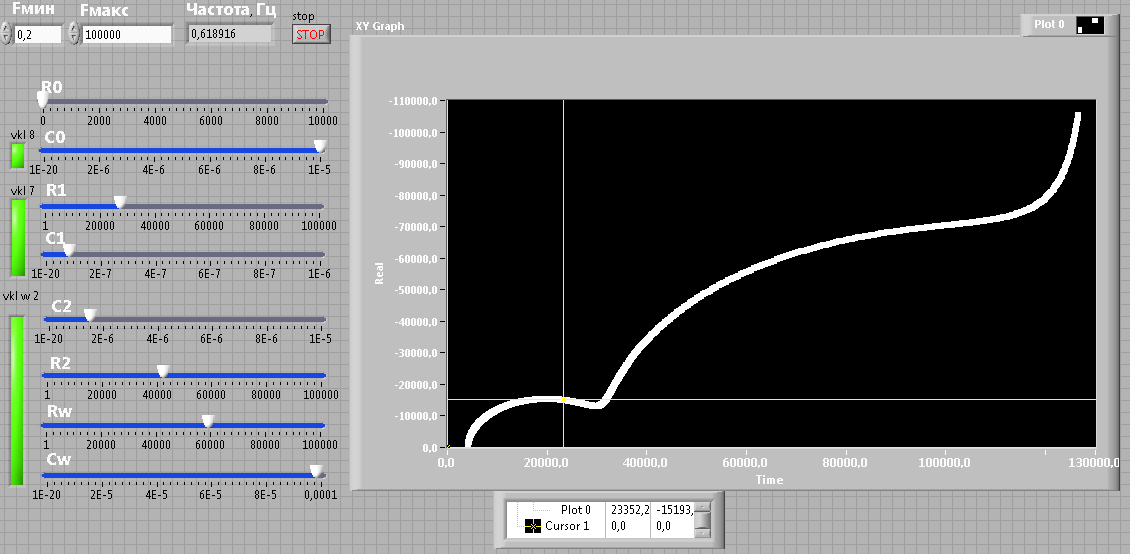 Fмин Fмакс Частота, Гц stop
0,2 100000 0,618916 STOP
R0
0 2000 4000 6000 8000 10000
vkl 8
C0
1E-20 2E-6 4E-6 6E-6 8E-6 1E-5
vkl 7
R1
1 20000 40000 60000 80000 100000
C1
1E-20 2E-7 4E-7 6E-7 8E-7 1E-6
vkl w 2
C2
1E-20 2E-6 4E-6 6E-6 8E-6 1E-5
R2
1 20000 40000 60000 80000 100000
Rw
1 20000 40000 60000 80000 100000
Cw
1E-20 2E-5 4E-5 6E-5 8E-5 0,0001
XY Graph
Plot 0
Real
-110000,0
-100000,0
-90000,0
-80000,0
-70000,0
-60000,0
-50000,0
-40000,0
-30000,0
-20000,0
-10000,0
0,0
0,0 20000,0 40000,0 60000,0 80000,0 100000,0 130000,0
Time
Plot 0 23352,2 -15193,
Cursor 1 0,0 0,0